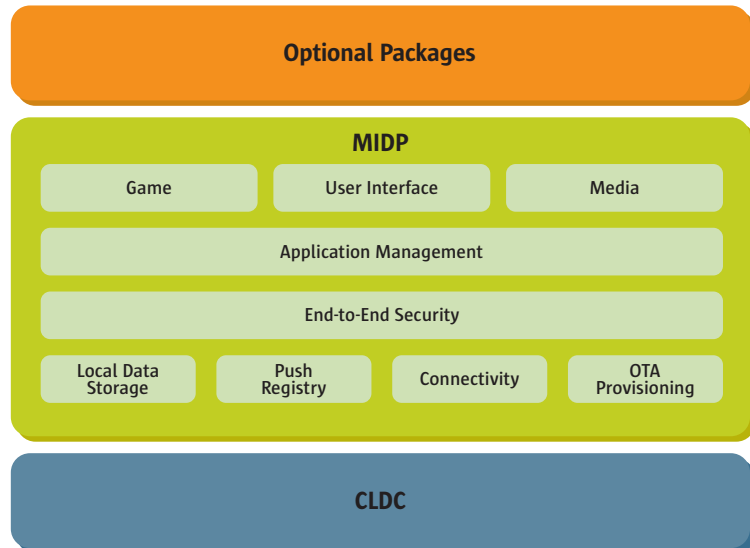 Optional Packages
MIDP
Game
User Interface
Media
Application Management
End-to-End Security
Local Data
Storage
Push
Registry
Connectivity
OTA
Provisioning
CLDC